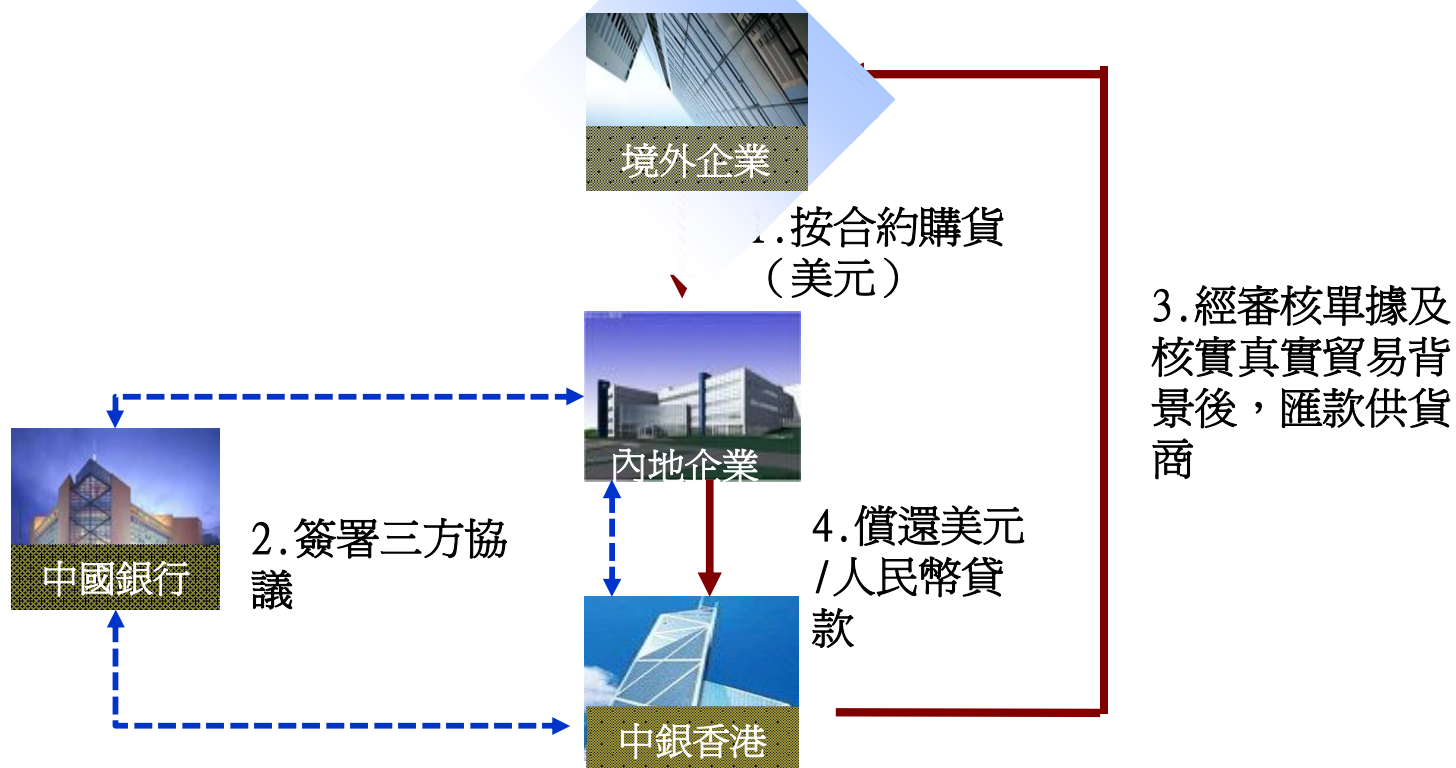 境外企業
1.按合約購貨
（美元）
3.經審核單據及
核實真實貿易背
景後，匯款供貨
商
內地企業
中國銀行
2.簽署三方協
議
4.償還美元
/人民幣貸
款
中銀香港